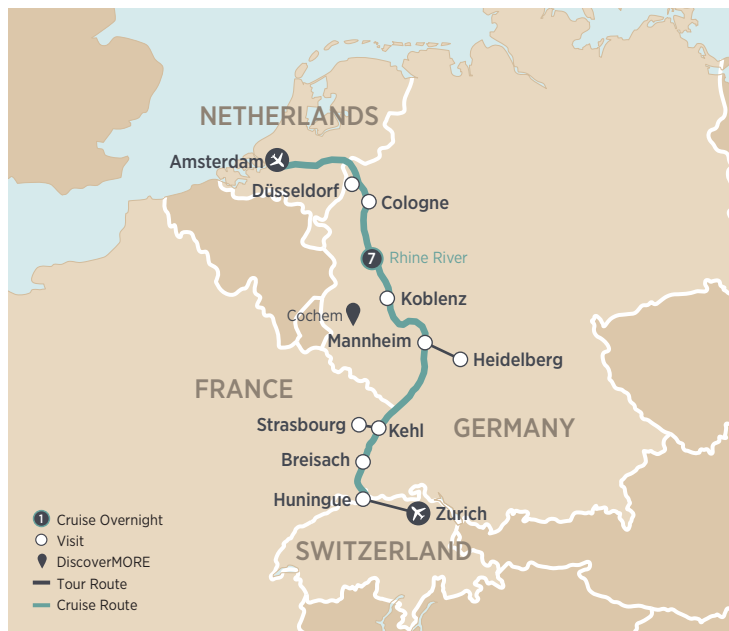 NETHERLANDS
Amsterdam
Düsseldorf
Cologne
7
Rhine River
Koblenz
Cochem
Mannheim
Heidelberg
FRANCE
Strasbourg
Kehl
GERMANY
Breisach
Huningue
Zurich
SWITZERLAND
1 Cruise Overnight
Visit
DiscoverMORE
Tour Route
Cruise Route